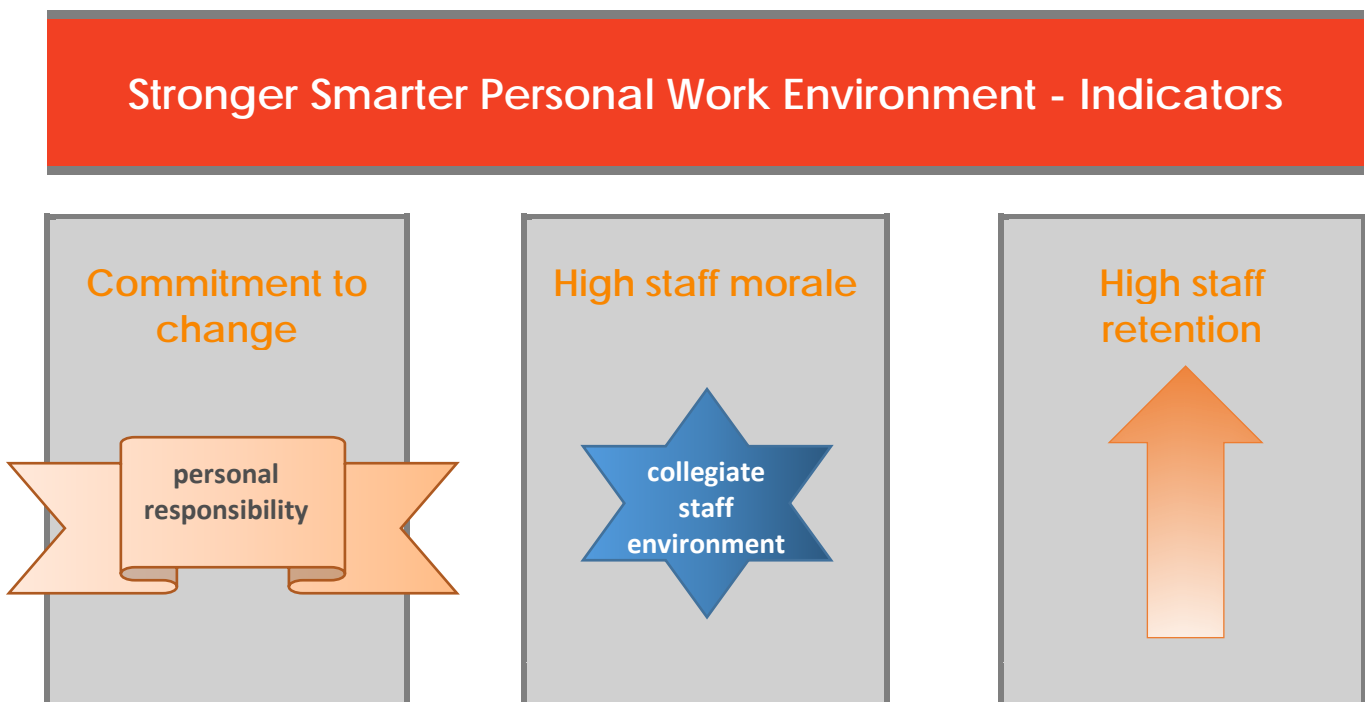 Stronger Smarter Personal Work Environment - Indicators
Commitment to
change
personal
responsibility
High staff morale
collegiate
staff
environment
High staff
retention